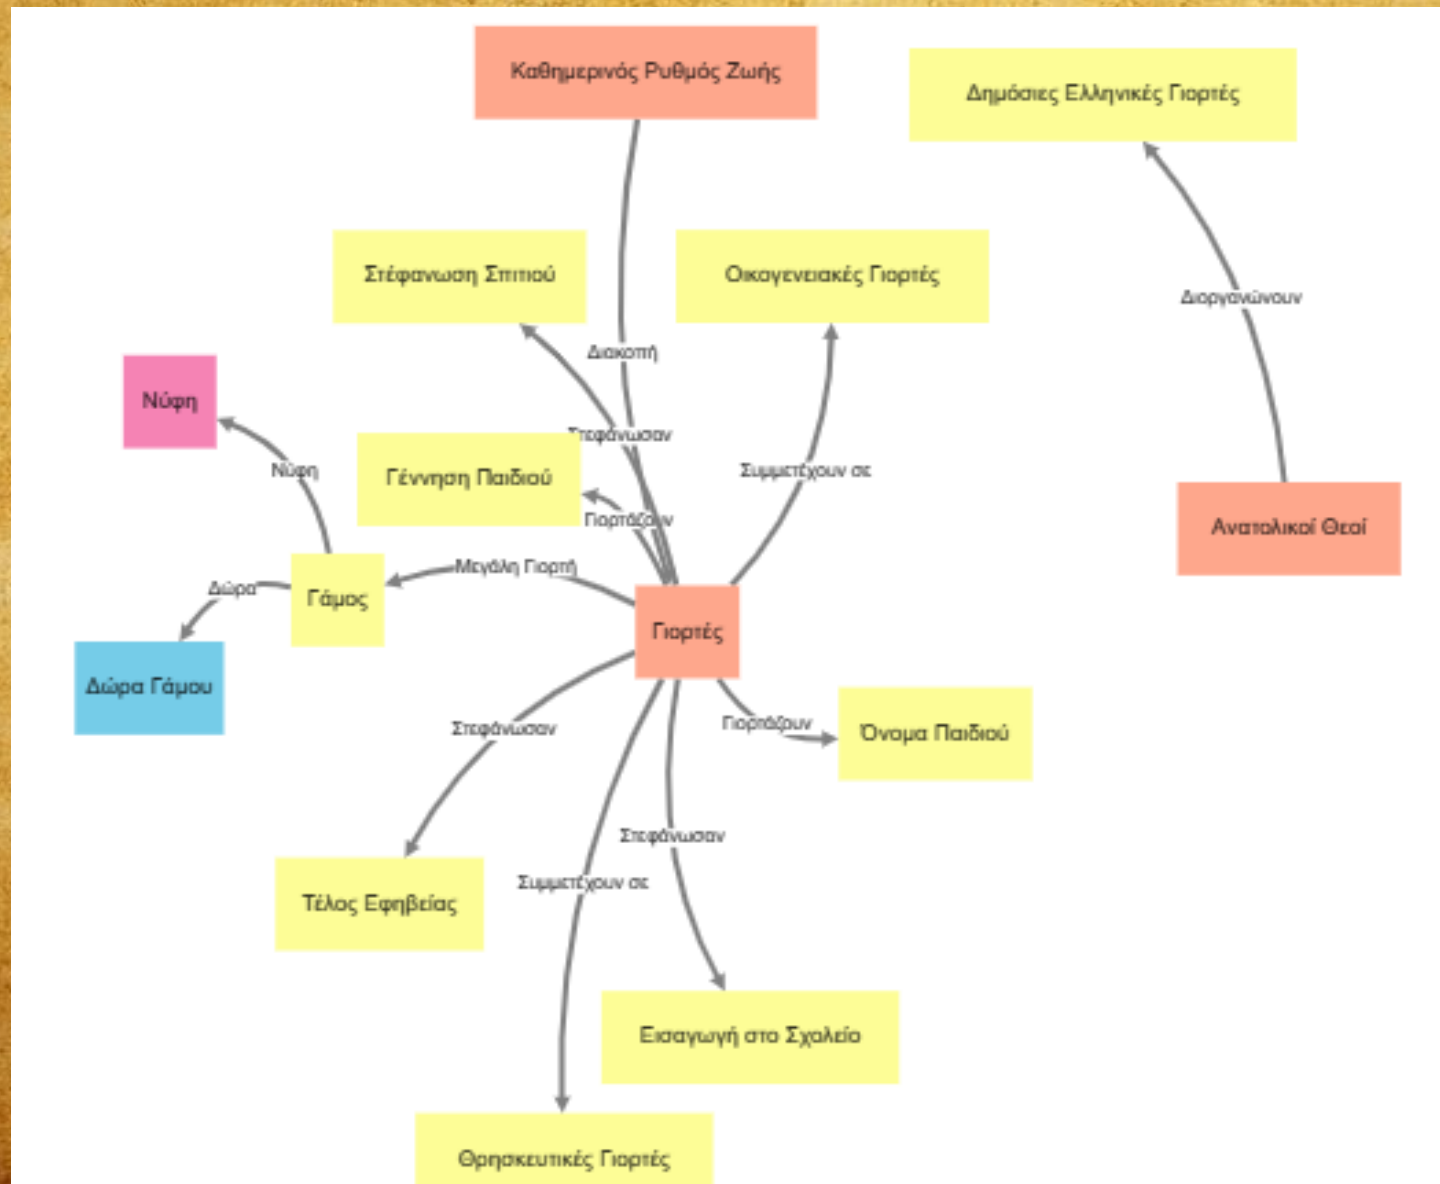 Καθημερινός Ρυθμός Ζωής
Δημόσιες Ελληνικές Γιορτές
Στέφανωση Σπιτιού
Οικογενειακές Γιορτές
Διοργανώνουν
Διακοπή
Νύφη
Στεφάνωσαν
Γέννηση Παιδιού
Νύφη
Συμμετέχουν σε
Γιορτάζουν
Ανατολικοί Θεοί
Μεγάλη Γιορτή
Δώρα
Γάμος
Γιορτές
Δώρα Γάμου
Στεφάνωσαν
Γιορτάζουν
Όνομα Παιδιού
Στεφάνωσαν
Συμμετέχουν σε
Τέλος Εφηβείας
Εισαγωγή στο Σχολείο
Θρησκευτικές Γιορτές